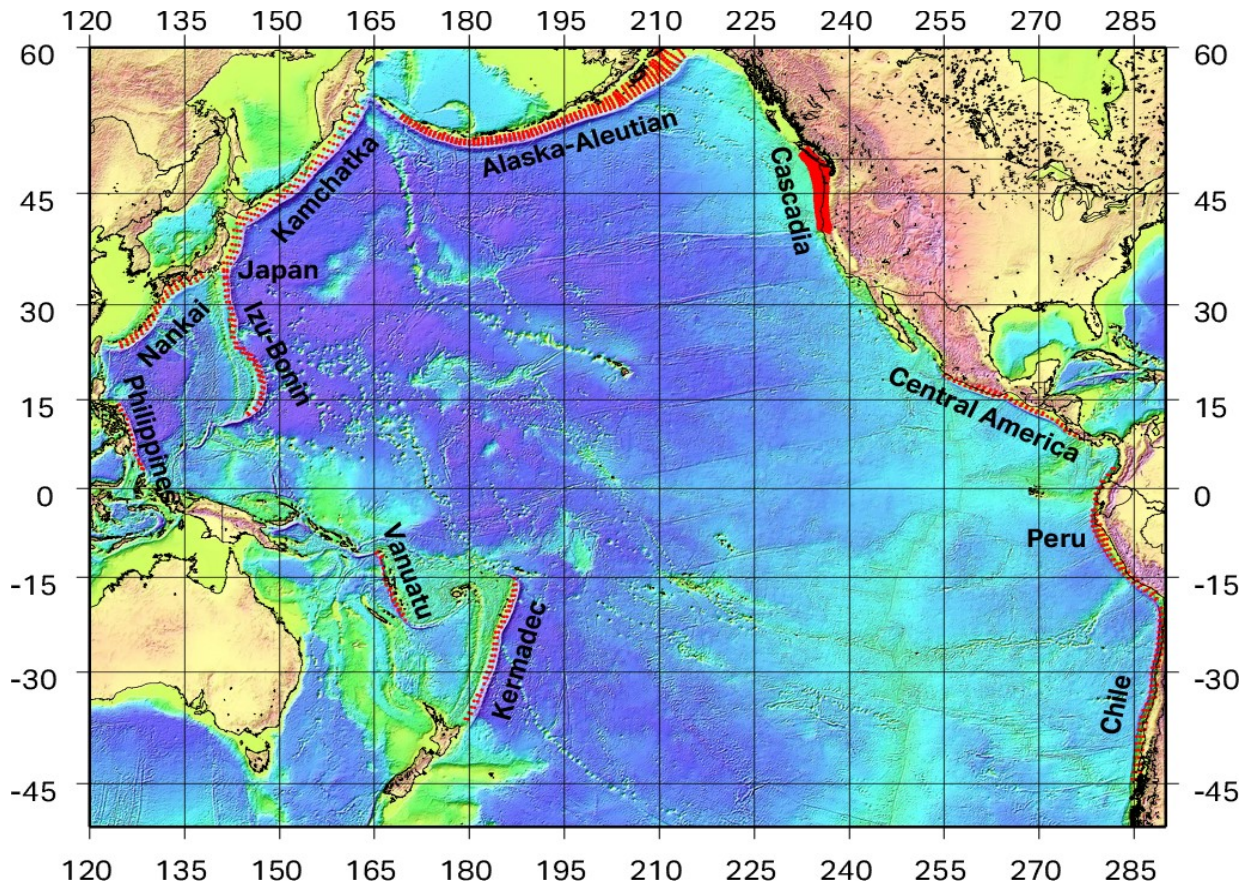 120 135 150 165 180 195 210 225 240 255 270 285
60 60
Alaska-Aleutian
Kamchatka
Cascadia
45 45
Japan
30 30
Nankai
Izu-Bonin
Philippines
Central America
15 15
0 0
Vanuatu
Peru
-15 -15
Kermadec
-30 -30
Chile
-45 -45
120 135 150 165 180 195 210 225 240 255 270 285